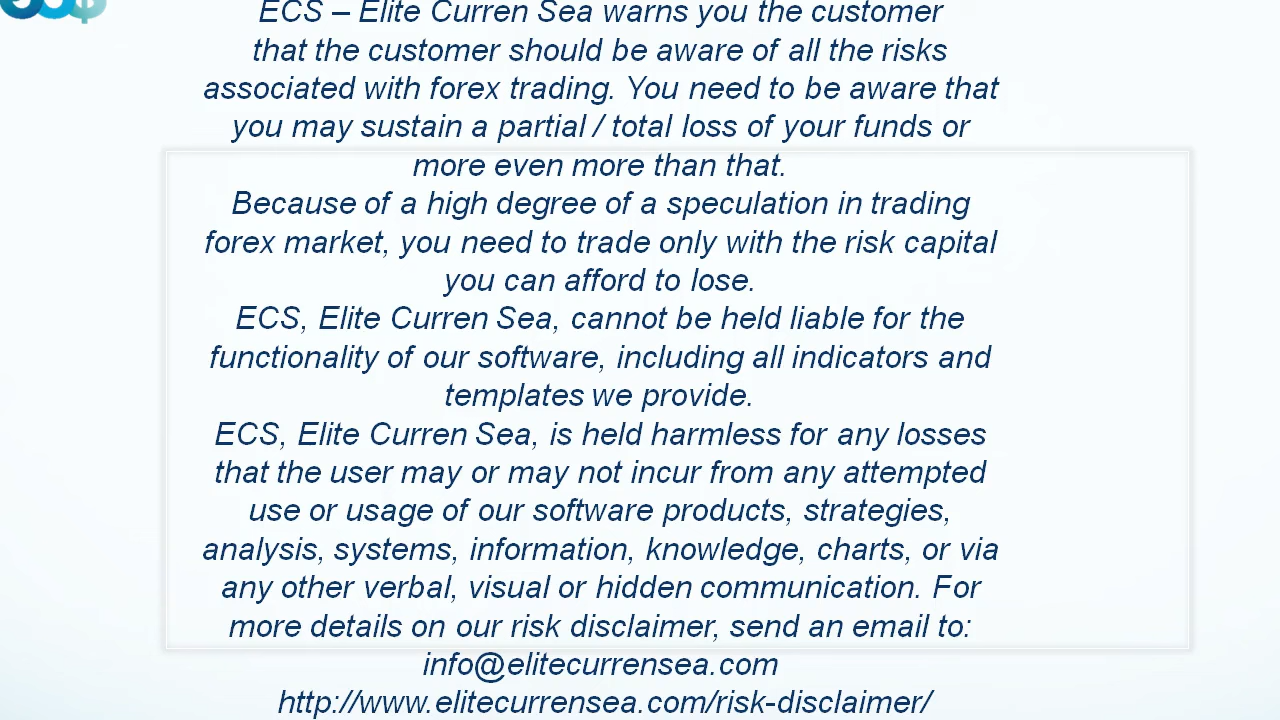 ECS – Elite Curren Sea warns you the customer
that the customer should be aware of all the risks
associated with forex trading. You need to be aware that
you may sustain a partial / total loss of your funds or
more even more than that.
Because of a high degree of a speculation in trading
forex market, you need to trade only with the risk capital
you can afford to lose.
ECS, Elite Curren Sea, cannot be held liable for the
functionality of our software, including all indicators and
templates we provide.
ECS, Elite Curren Sea, is held harmless for any losses
that the user may or may not incur from any attempted
use or usage of our software products, strategies,
analysis, systems, information, knowledge, charts, or via
any other verbal, visual or hidden communication. For
more details on our risk disclaimer, send an email to:
info@elitecurrensea.com
http://www.elitecurrensea.com/risk-disclaimer/